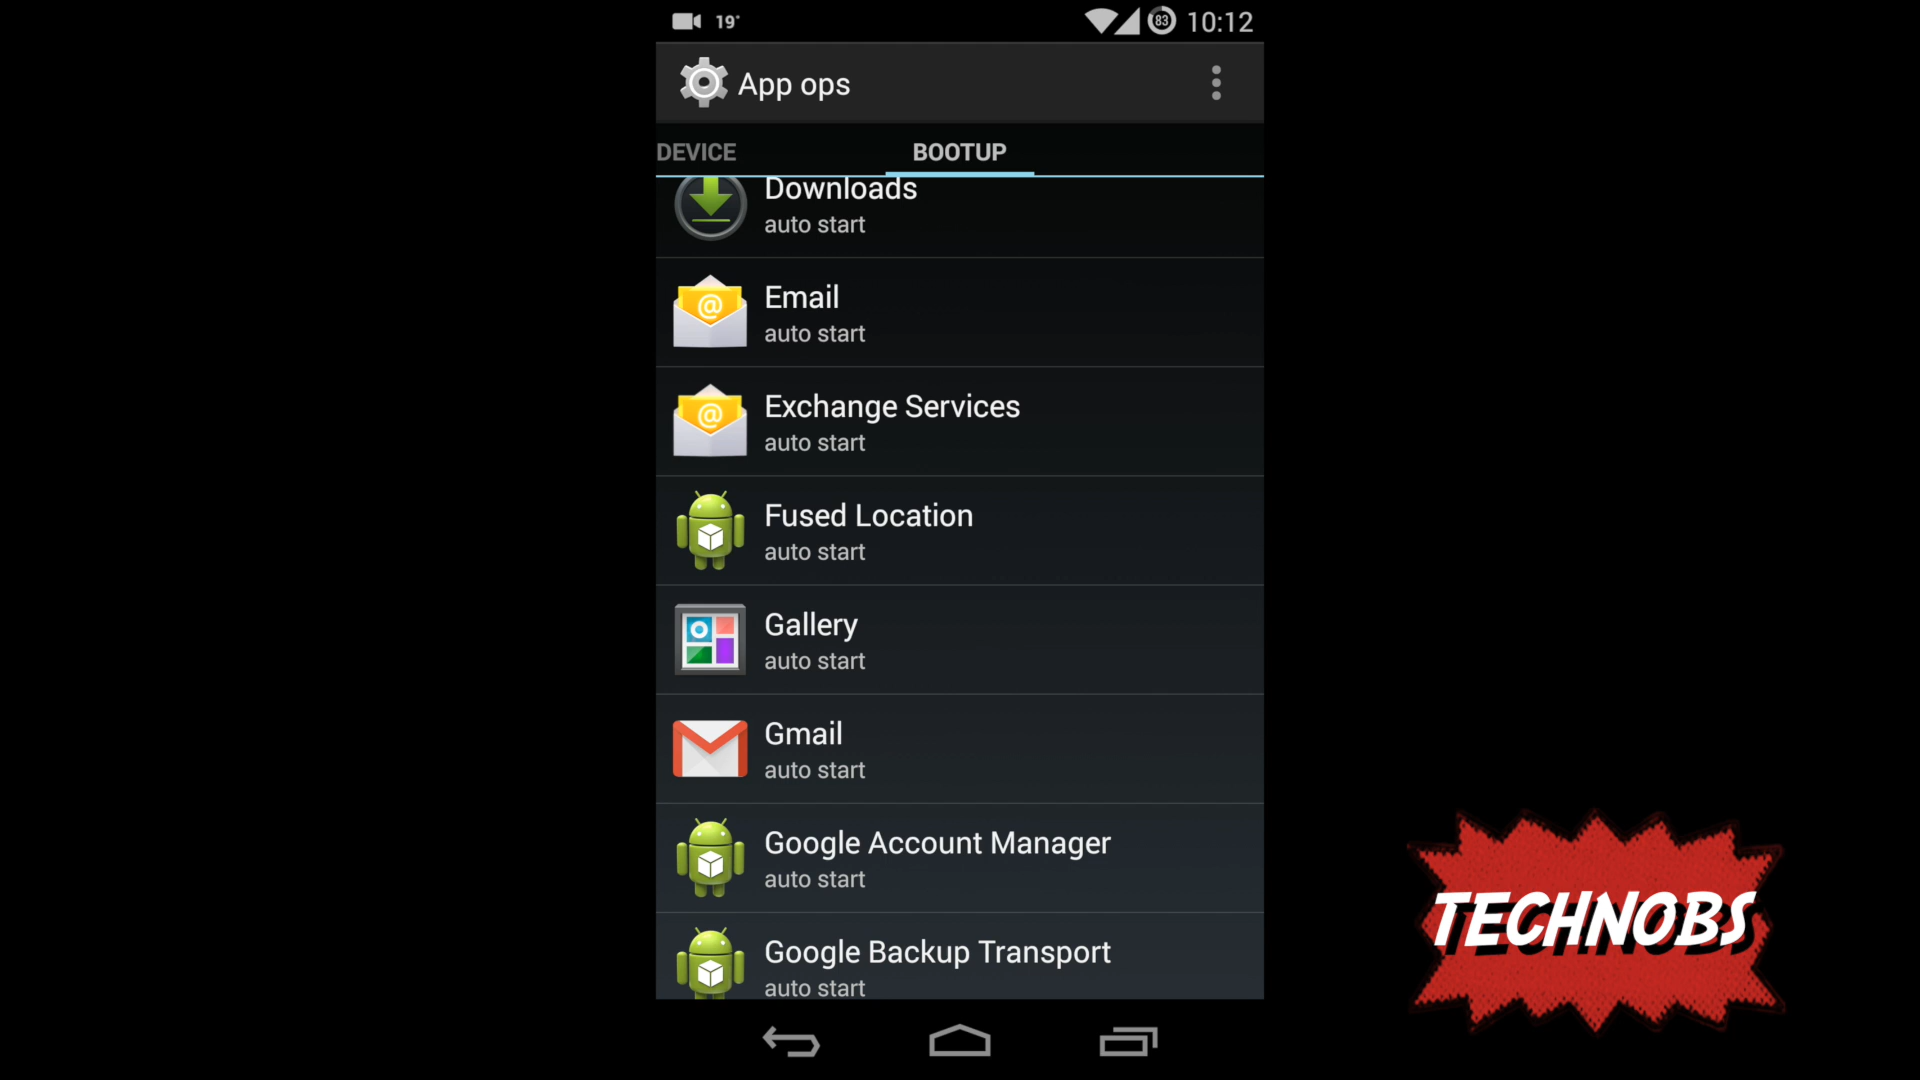 19°
83 10:12
App ops
DEVICE BOOTUP
Downloads
auto start
@
Email
auto start
@
Exchange Services
auto start
Fused Location
auto start
Gallery
auto start
Gmail
auto start
Google Account Manager
auto start
Google Backup Transport
auto start
TECHNOBS